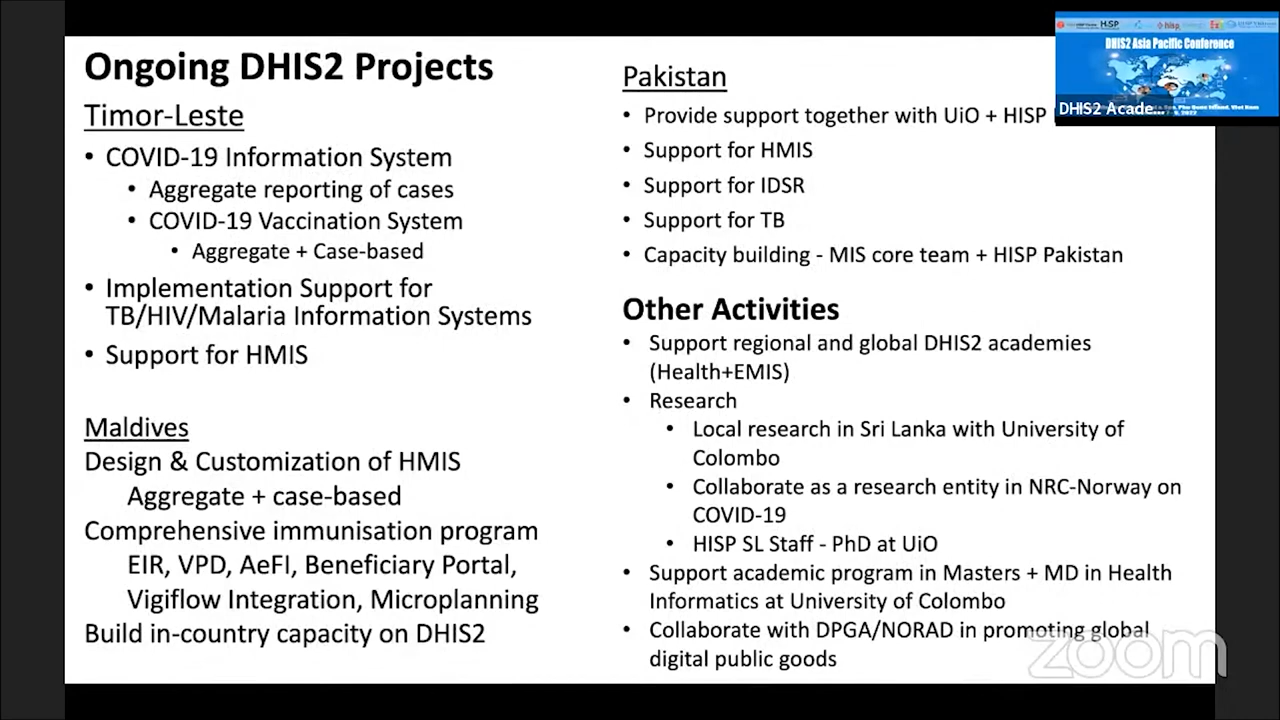 Ongoing DHIS2 Projects
Timor-Leste
• COVID-19 Information System
• Aggregate reporting of cases
• COVID-19 Vaccination System
• Aggregate + Case-based
• Implementation Support for
TB/HIV/Malaria Information Systems
• Support for HMIS
Maldives
Design & Customization of HMIS
Aggregate + case-based
Comprehensive immunisation program
EIR, VPD, AeFI, Beneficiary Portal,
Vigiflow Integration, Microplanning
Build in-country capacity on DHIS2
Pakistan
• Provide support together with UiO + HISP
• Support for HMIS
• Support for IDSR
• Support for TB
• Capacity building - MIS core team + HISP Pakistan
Other Activities
• Support regional and global DHIS2 academies
(Health+EMIS)
• Research
• Local research in Sri Lanka with University of
Colombo
• Collaborate as a research entity in NRC-Norway on
COVID-19
• HISP SL Staff - PhD at UiO
• Support academic program in Masters + MD in Health
Informatics at University of Colombo
• Collaborate with DPGA/NORAD in promoting global
digital public goods
DHIS2 Asia Pacific Conference
DHIS2 Acade...
zoom